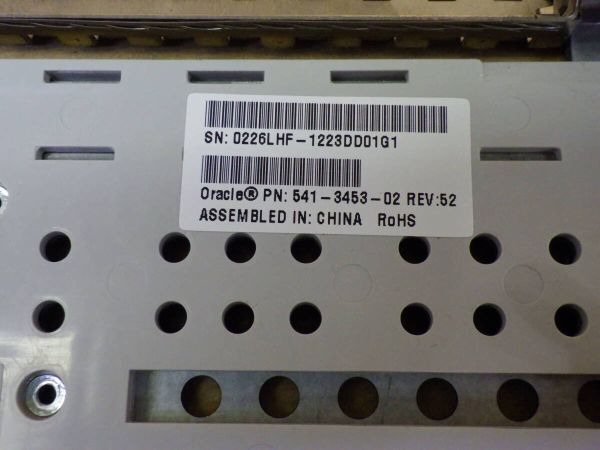 SN: 0226LHF-1223DD01G1
Oracle® PN: 541-3453-02 REV:52
ASSEMBLED IN: CHINA RoHS